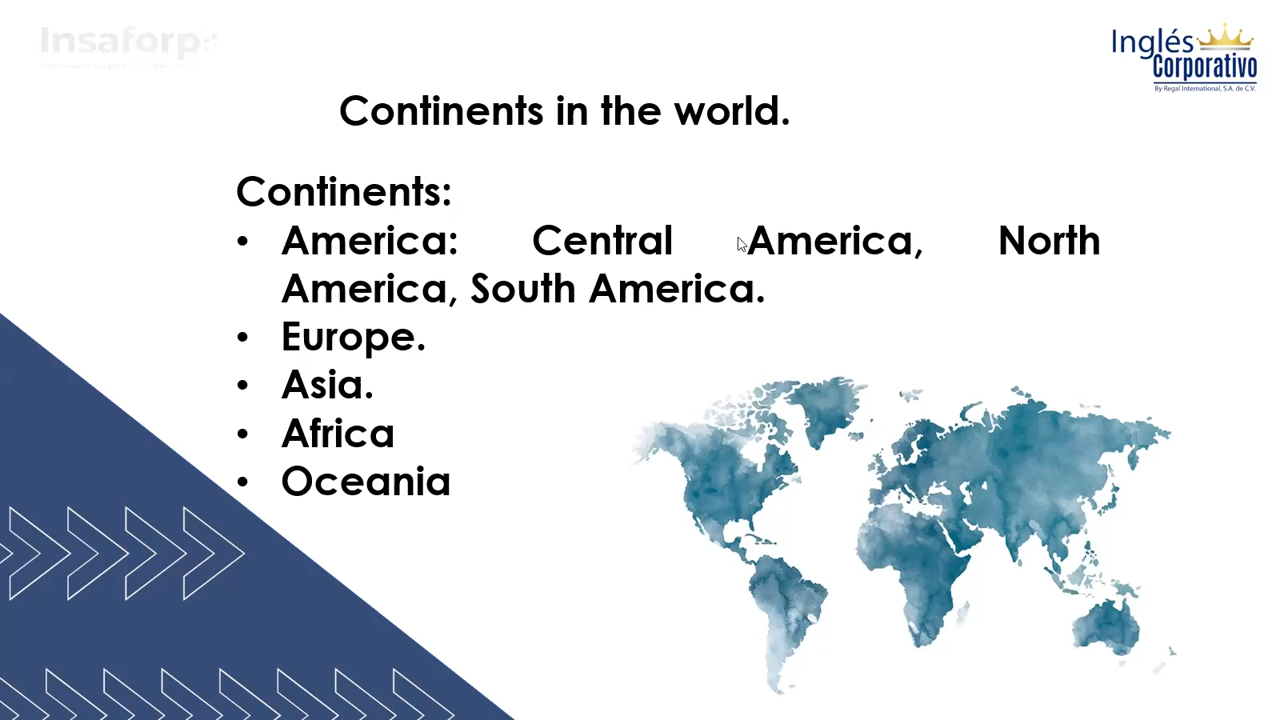 Insaforp
Inglés
Corporativo
By Regal International, S.A. de C.V.
Continents in the world.
Continents:
• America: Central America, North
America, South America.
• Europe.
• Asia.
• Africa
• Oceania